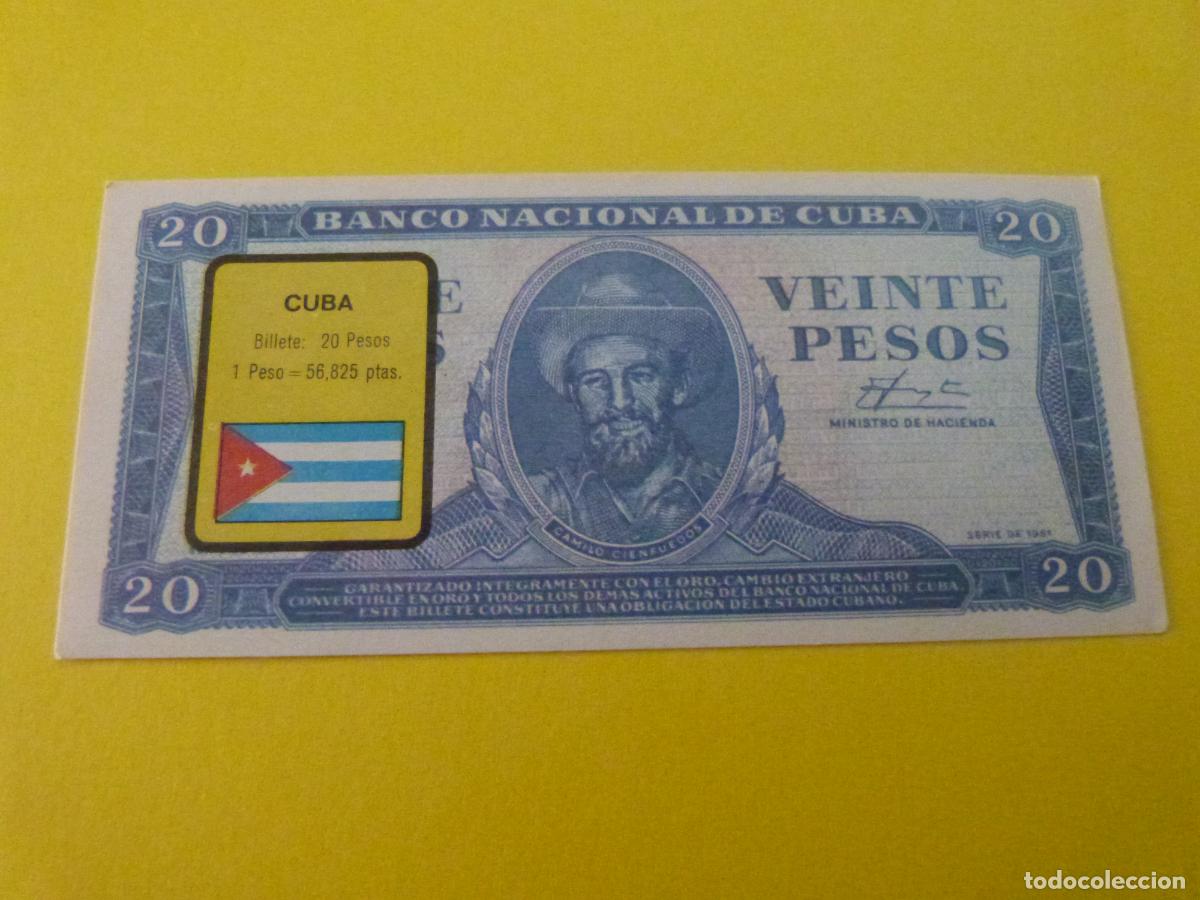 20 BANCO NACIONAL DE CUBA 20
CUBA
Billete: 20 Pesos
1 Peso = 56,825 ptas.
E
S
VEINTE
PESOS
MINISTRO DE HACIENDA
CAMILO CIENFUEGOS
SERIE DE 1961
20 20
GARANTIZADO INTEGRAMENTE CON EL ORO, CAMBIO EXTRANJERO
CONVERTIBLE EN ORO Y TODOS LOS DEMAS ACTIVOS DEL BANCO NACIONAL DE CUBA
ESTE BILLETE CONSTITUYE UNA OBLIGACION DEL ESTADO CUBANO.
todocoleccion